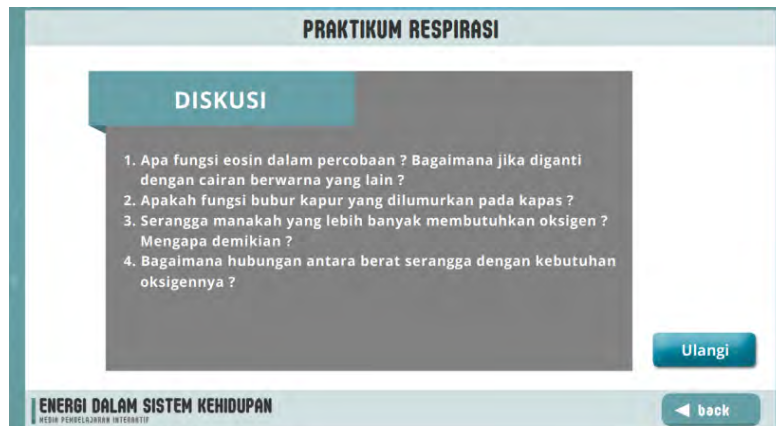 PRAKTIKUM RESPIRASI
DISKUSI
1. Apa fungsi eosin dalam percobaan ? Bagaimana jika diganti
dengan cairan berwarna yang lain ?
2. Apakah fungsi bubur kapur yang dilumurkan pada kapas ?
3. Serangga manakah yang lebih banyak membutuhkan oksigen ?
Mengapa demikian ?
4. Bagaimana hubungan antara berat serangga dengan kebutuhan
oksigennya ?
Ulangi
ENERGI DALAM SISTEM KEHIDUPAN
MEDIA PEMBELAJARAN INTERAKTIF
back